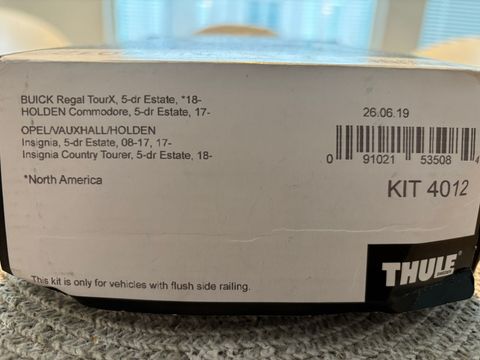 BUICK Regal TourX, 5-dr Estate, *18-
HOLDEN Commodore, 5-dr Estate, 17-
OPEL/VAUXHALL/HOLDEN
Insignia, 5-dr Estate, 08-17, 17-
Insignia Country Tourer, 5-dr Estate, 18-
*North America
26.06.19
0 91021 53508 4
KIT 4012
THULE
This kit is only for vehicles with flush side railing.